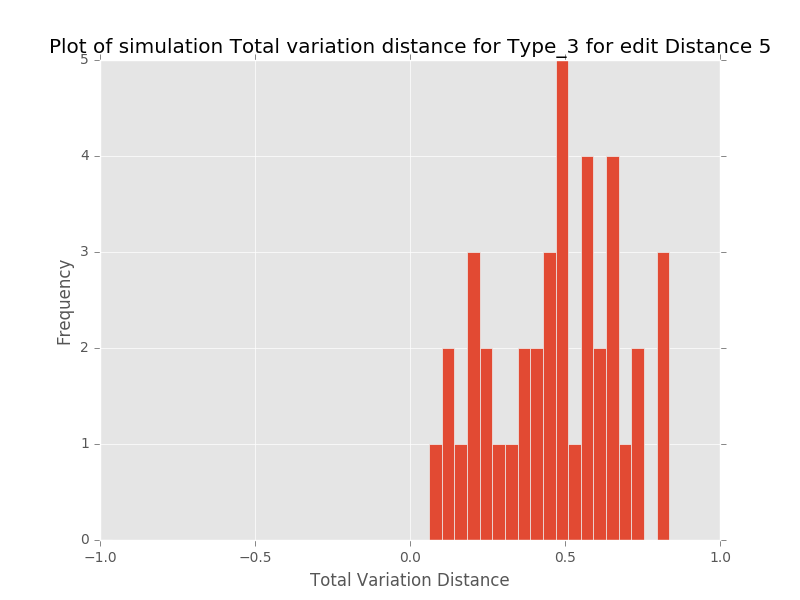 Plot of simulation Total variation distance for Type_3 for edit Distance 5
5
4
3
2
1
0
Frequency
−1.0 −0.5 0.0 0.5 1.0
Total Variation Distance